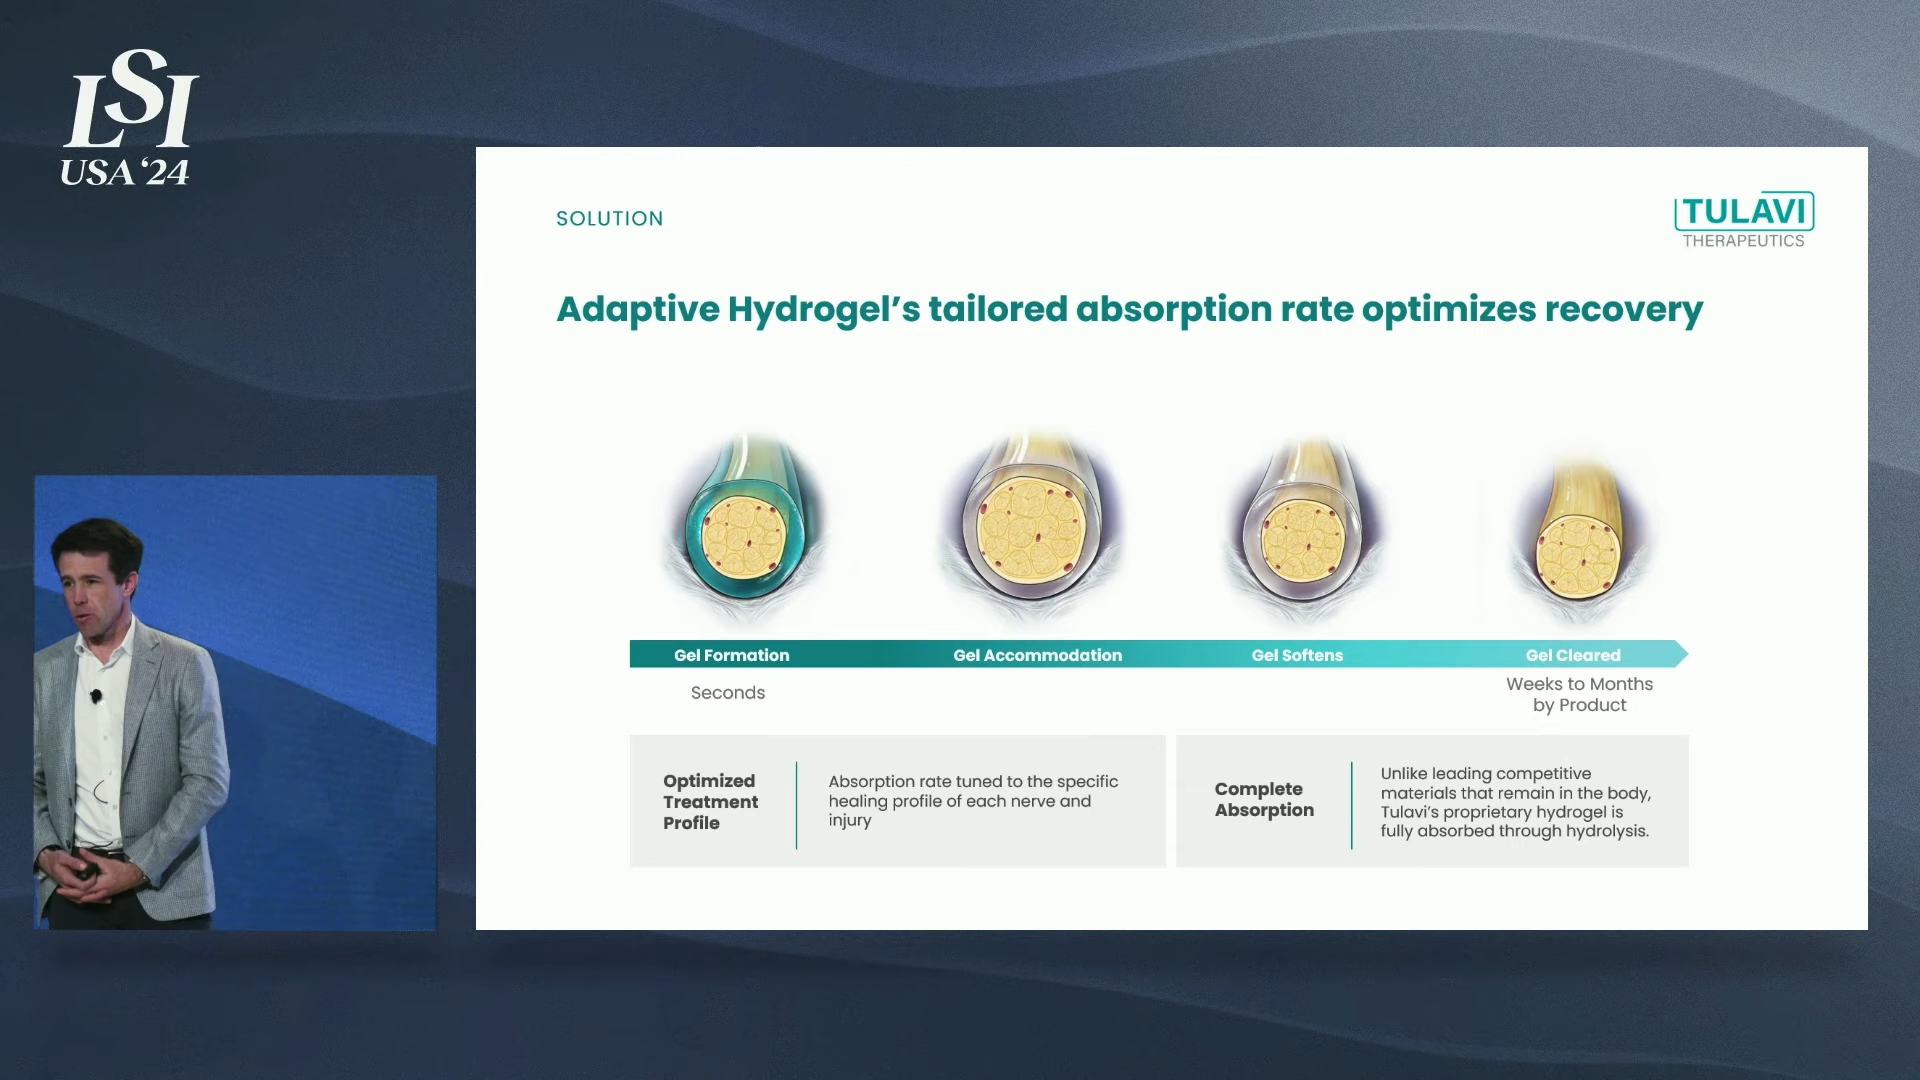 LSI
USA ‘24
SOLUTION
TULAVI
THERAPEUTICS
Adaptive Hydrogel’s tailored absorption rate optimizes recovery
Gel Formation
Gel Accommodation
Gel Softens
Gel Cleared
Seconds
Weeks to Months
by Product
Optimized
Treatment
Profile
Absorption rate tuned to the specific
healing profile of each nerve and
injury
Complete
Absorption
Unlike leading competitive
materials that remain in the body,
Tulavi’s proprietary hydrogel is
fully absorbed through hydrolysis.